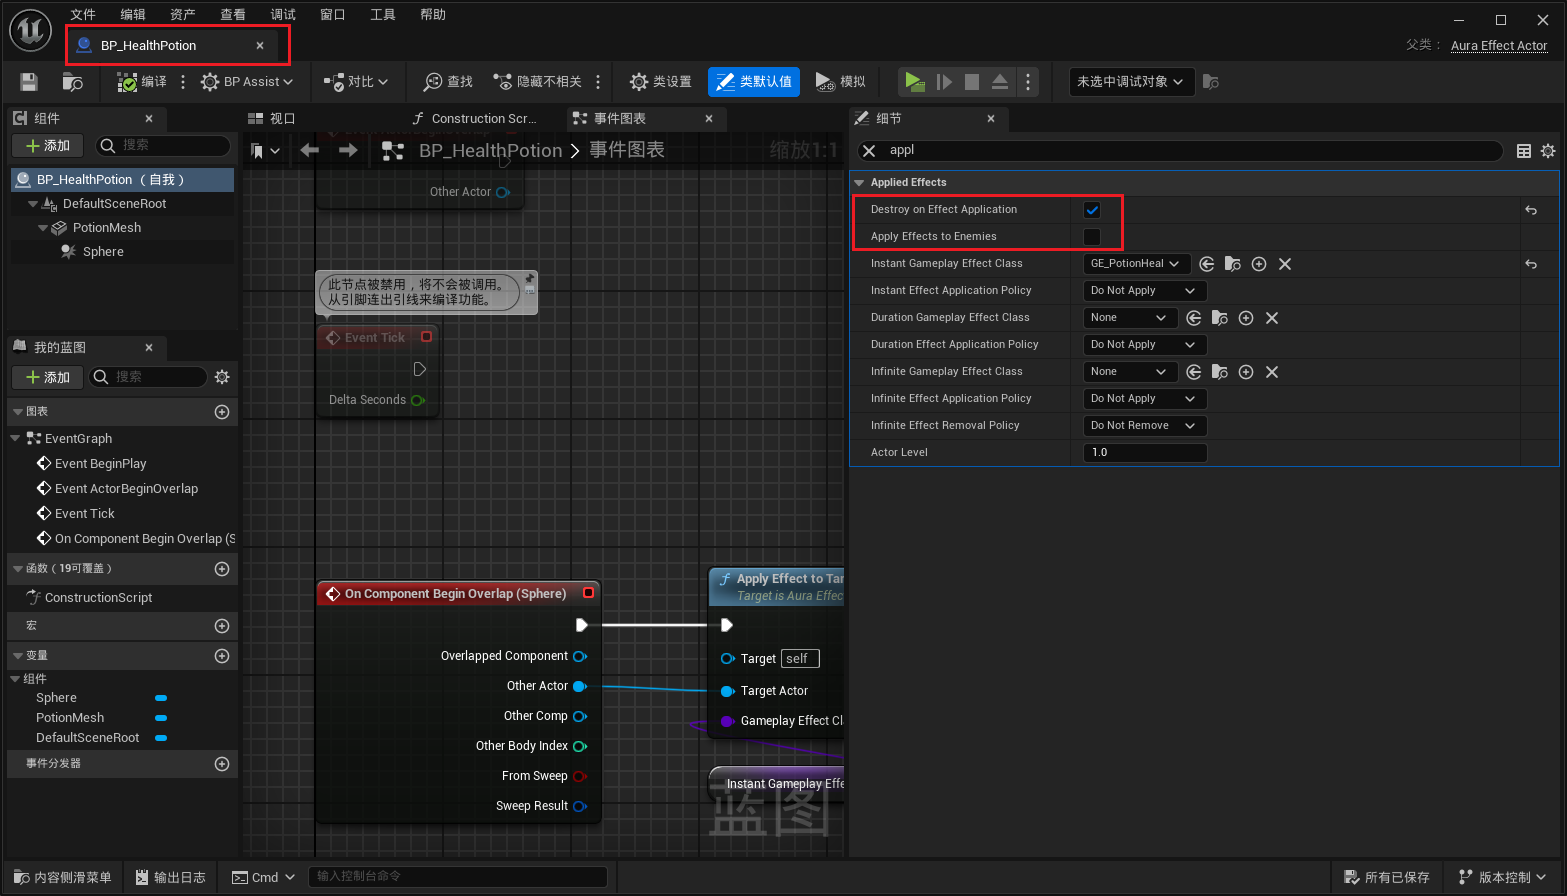 文件 编辑 资产 查看 调试 窗口 工具 帮助
BP_HealthPotion
父类： Aura Effect Actor
编译 BP Assist 对比 查找 隐藏不相关 类设置 类默认值 模拟 未选中调试对象
组件
添加 搜索
BP_HealthPotion （自我）
DefaultSceneRoot
PotionMesh
Sphere
我的蓝图
添加 搜索
图表
EventGraph
Event BeginPlay
Event ActorBeginOverlap
Event Tick
On Component Begin Overlap (S
函数（19可覆盖）
ConstructionScript
宏
变量
组件
Sphere
PotionMesh
DefaultSceneRoot
事件分发器
视口 Construction Scr... 事件图表
BP_HealthPotion > 事件图表 缩放1:1
Other Actor
此节点被禁用，将不会被调用。
从引脚连出引线来编译功能。
Event Tick
Delta Seconds
On Component Begin Overlap (Sphere)
Overlapped Component
Other Actor
Other Comp
Other Body Index
From Sweep
Sweep Result
Apply Effect to Tar
Target is Aura Effec
Target self
Target Actor
Gameplay Effect Cl
Instant Gameplay Effe
蓝图
细节
appl
Applied Effects
Destroy on Effect Application
Apply Effects to Enemies
Instant Gameplay Effect Class GE_PotionHeal
Instant Effect Application Policy Do Not Apply
Duration Gameplay Effect Class None
Duration Effect Application Policy Do Not Apply
Infinite Gameplay Effect Class None
Infinite Effect Application Policy Do Not Apply
Infinite Effect Removal Policy Do Not Remove
Actor Level 1.0
内容侧滑菜单 输出日志 Cmd 输入控制台命令 所有已保存 版本控制